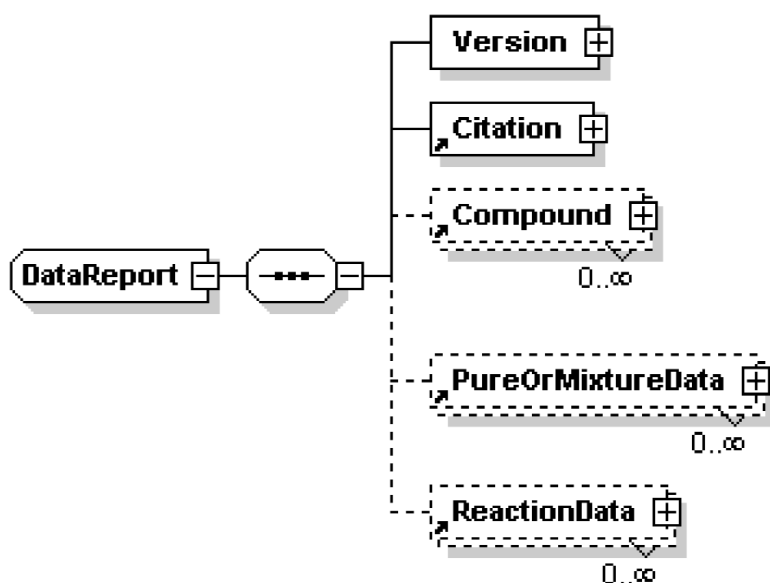 Version
Citation
Compound
0..∞
DataReport
PureOrMixtureData
0..∞
ReactionData
0..∞